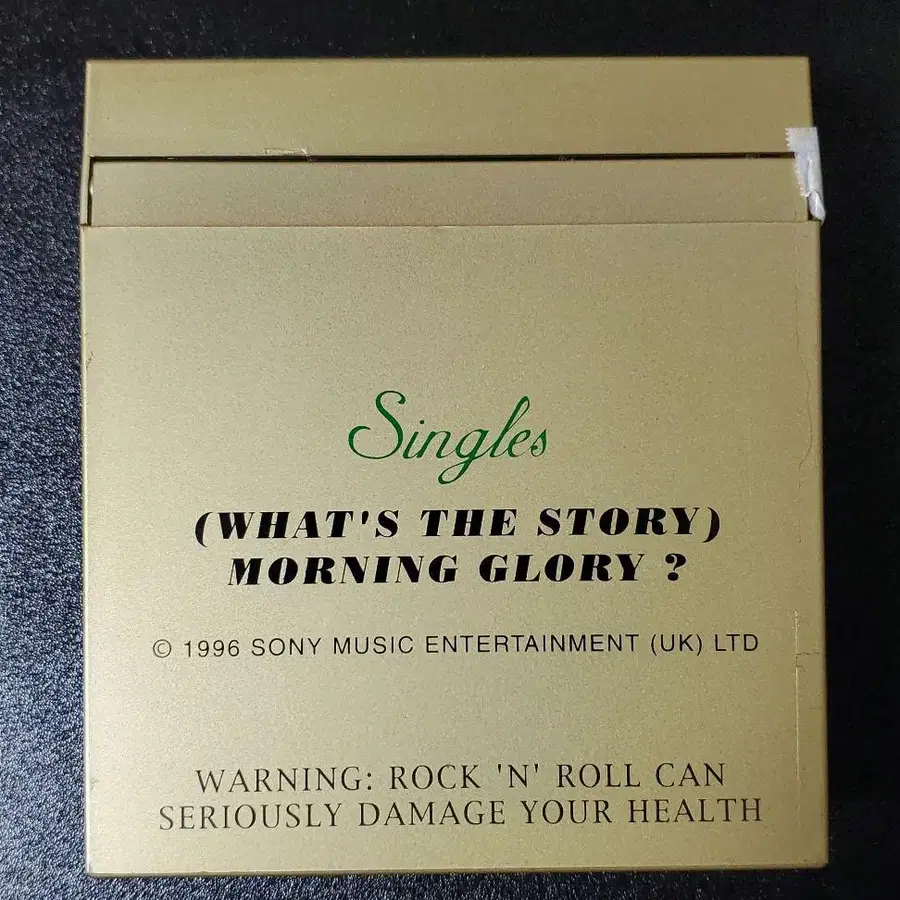 Singles
(WHAT'S THE STORY)
MORNING GLORY ?
© 1996 SONY MUSIC ENTERTAINMENT (UK) LTD
WARNING: ROCK 'N' ROLL CAN
SERIOUSLY DAMAGE YOUR HEALTH